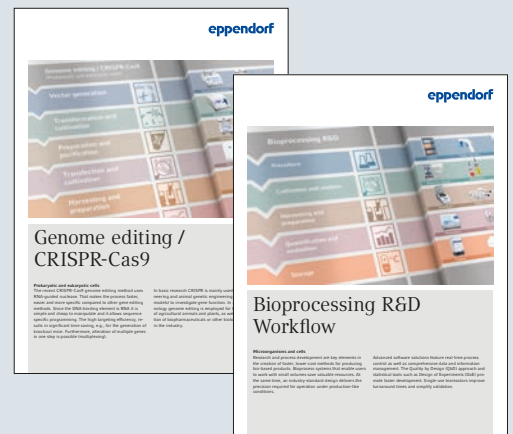 eppendorf
Genome editing / CRISPR-Cas9
Vector generation
Transformation and
cultivation
Preparation and
purification
Transfection and
cultivation
Harvesting and
preparation
Genome editing /
CRISPR-Cas9
Prokaryotic and eukaryotic cells
The recent CRISPR-Cas9 genome editing method uses
RNA-guided nuclease. That makes the process faster,
easier and more specific compared to other gene editing
methods. Since the DNA-binding element is RNA it is
simple and cheap to manipulate and it allows sequence
specific programming. The high targeting efficiency, re-
sults in significant time saving, e.g., for the generation of
knockout mice. Furthermore, alteration of multiple genes
in one step is possible (multiplexing).
In basic research CRISPR is mainly used
neering and animal genetic engineering
models) to investigate gene function. In
nology genome editing is employed for
of agricultural animals and plants, as we
tion of biopharmaceuticals or other biolo
in the industry.
eppendorf
Bioprocessing R&D
Procedure
Cultivation and
Harvesting and
preparation
Quantification and
Storage
Bioprocessing R&D
Workflow
Microorganisms and cells
Research and process development are key elements in
the creation of faster, lower cost methods for producing
bio-based products. Bioprocess systems that enable users
to work with small volumes save valuable resources. At
the same time, an industry-standard design delivers the
precision required for operation under production-like
conditions.
Advanced software solutions feature real-time process
control as well as comprehensive data and information
management. The Quality by Design (QbD) approach and
statistical tools such as Design of Experiments (DoE) pro-
mote faster development. Single-use bioreactors improve
turnaround times and simplify validation.